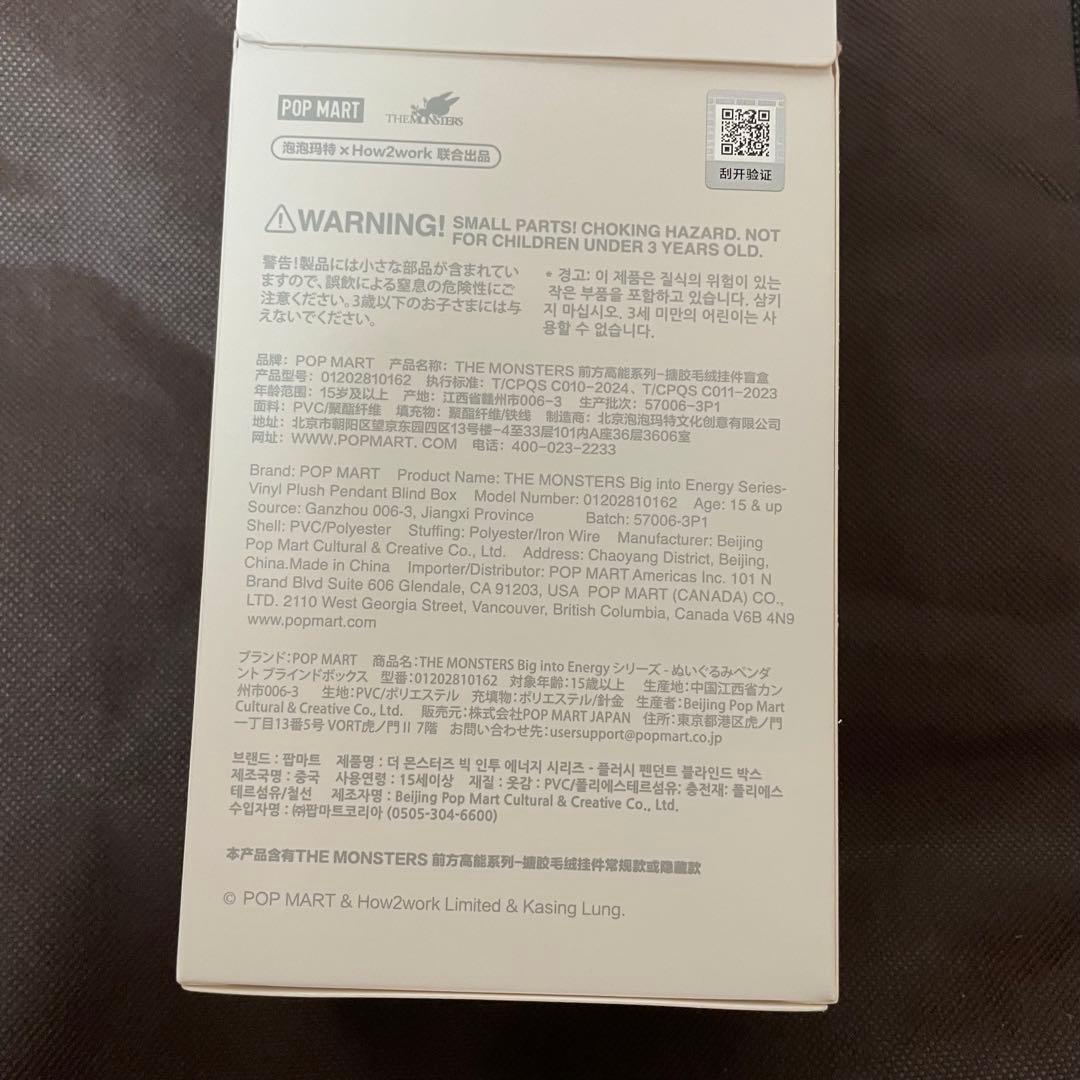 POP MART THE MONSTERS
泡泡玛特×How2work 联合出品
刮开验证
WARNING! SMALL PARTS! CHOKING HAZARD. NOT
FOR CHILDREN UNDER 3 YEARS OLD.
警告!製品には小さな部品が含まれてい
ますので、誤飲による窒息の危険性にご
注意ください。3歳以下のお子さまには与
えないでください。
* 경고: 이 제품은 질식의 위험이 있는
작은 부품을 포함하고 있습니다. 삼키
지 마십시오. 3세 미만의 어린이는 사
용할 수 없습니다.
品牌：POP MART 产品名称：THE MONSTERS 前方高能系列-搪胶毛绒挂件盲盒
产品型号：01202810162 执行标准：T/CPQS C010-2024、T/CPQS C011-2023
年龄范围：15岁及以上 产地：江西省赣州市006-3 生产批次：57006-3P1
面料：PVC/聚酯纤维 填充物：聚酯纤维/铁线 制造商：北京泡泡玛特文化创意有限公司
地址：北京市朝阳区望京东园四区13号楼-4至33层101内A座36层3606室
网址：WWW.POPMART. COM 电话：400-023-2233
Brand: POP MART Product Name: THE MONSTERS Big into Energy Series-
Vinyl Plush Pendant Blind Box Model Number: 01202810162 Age: 15 & up
Source: Ganzhou 006-3, Jiangxi Province Batch: 57006-3P1
Shell: PVC/Polyester Stuffing: Polyester/Iron Wire Manufacturer: Beijing
Pop Mart Cultural & Creative Co., Ltd. Address: Chaoyang District, Beijing,
China.Made in China Importer/Distributor: POP MART Americas Inc. 101 N
Brand Blvd Suite 606 Glendale, CA 91203, USA POP MART (CANADA) CO.,
LTD. 2110 West Georgia Street, Vancouver, British Columbia, Canada V6B 4N9
www.popmart.com
ブランド：POP MART 商品名：THE MONSTERS Big into Energy シリーズ - ぬいぐるみペンダ
ント ブラインドボックス 型番：01202810162 対象年齢：15歳以上 生産地：中国江西省カン
州市006-3 生地：PVC/ポリエステル 充填物：ポリエステル/針金 生産者：Beijing Pop Mart
Cultural & Creative Co., Ltd. 販売元：株式会社POP MART JAPAN 住所：東京都港区虎ノ門
一丁目13番5号 VORT虎ノ門Ⅱ 7階 お問い合わせ先：usersupport@popmart.co.jp
브랜드 : 팝마트 제품명 : 더 몬스터즈 빅 인투 에너지 시리즈 - 플러시 펜던트 블라인드 박스
제조국명 : 중국 사용연령 : 15세이상 재질 : 옷감 : PVC/폴리에스테르섬유; 충전재: 폴리에스
테르섬유/철선 제조자명 : Beijing Pop Mart Cultural & Creative Co., Ltd.
수입자명 : ㈜팝마트코리아 (0505-304-6600)
本产品含有THE MONSTERS 前方高能系列-搪胶毛绒挂件常规款或隐藏款
© POP MART & How2work Limited & Kasing Lung.